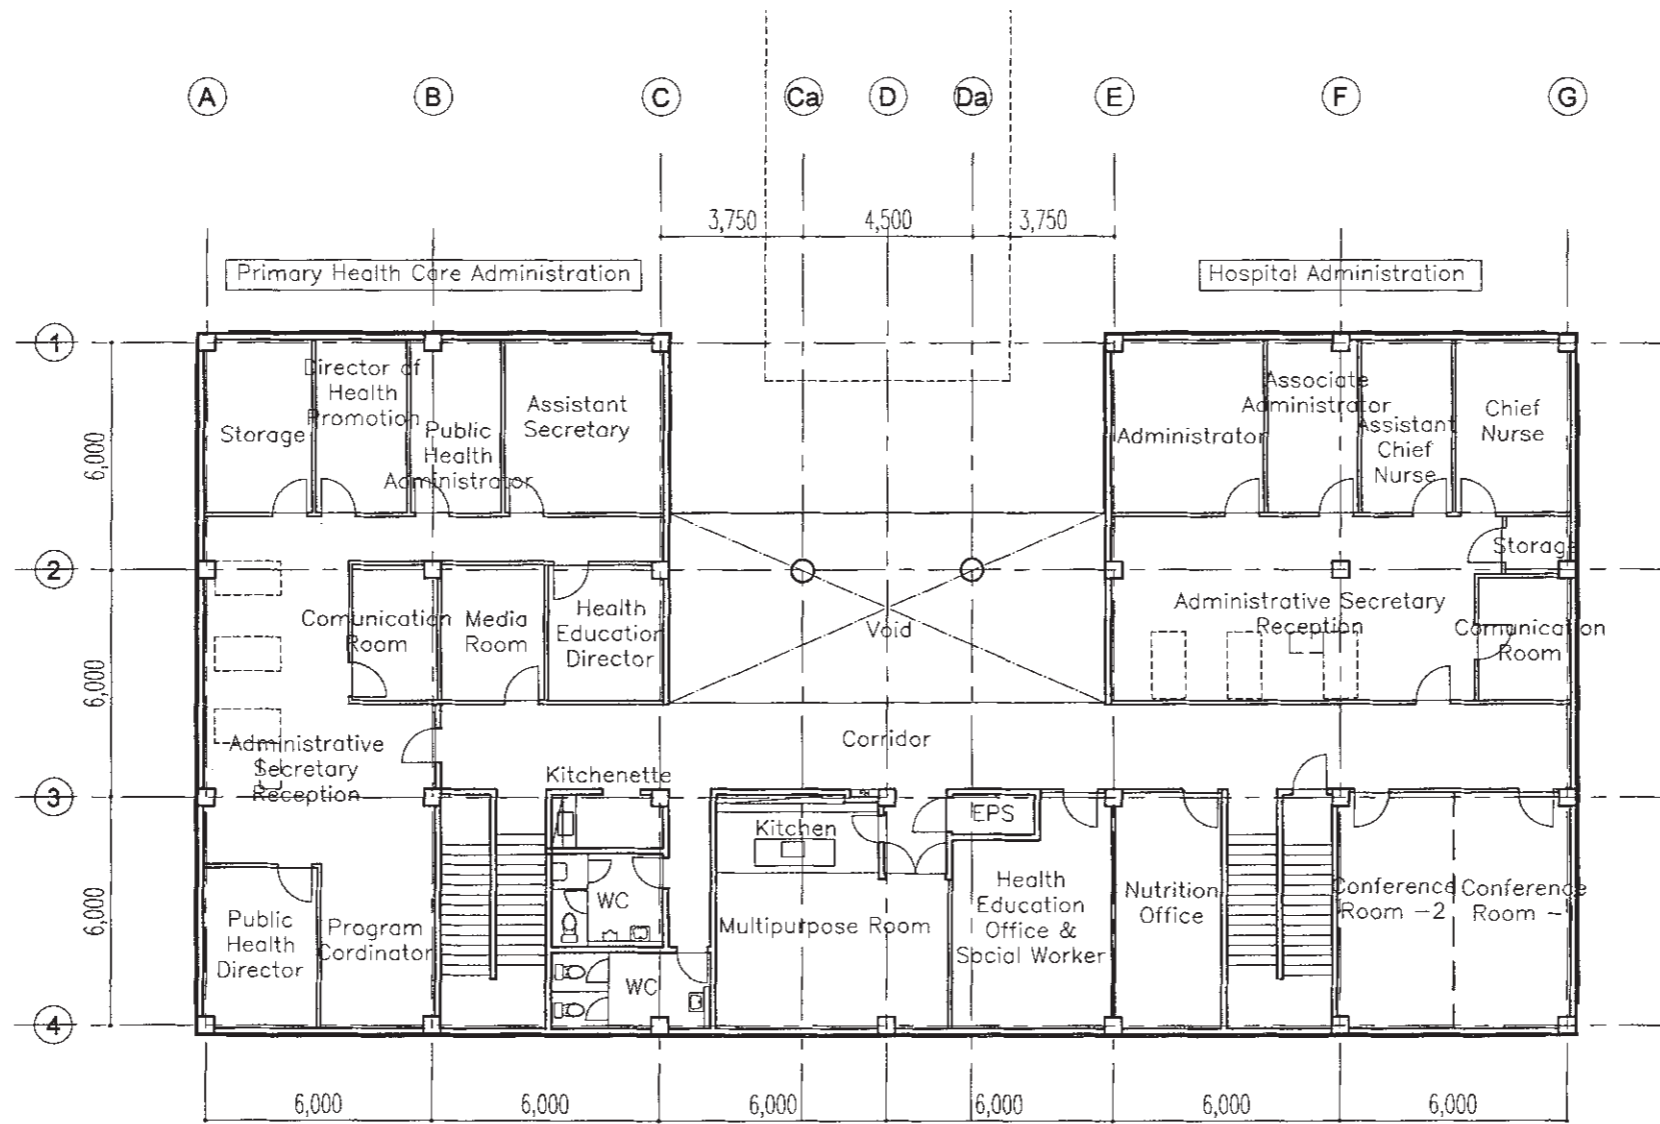 A B C Ca D Da E F G
3,750 4,500 3,750
Primary Health Care Administration
Hospital Administration
1
2
3
4
6,000
6,000
6,000
Storage
Director of
Health
Promotion
Public
Health
Administrator
Assistant
Secretary
Administrator
Associate
Administrator
Assistant
Chief
Nurse
Chief
Nurse
Storage
Comunication
Room
Media
Room
Health
Education
Director
Void
Administrative Secretary
Reception
Comunication
Room
Administrative
Secretary
Reception
Corridor
Kitchenette
Kitchen
EPS
Public
Health
Director
Program
Cordinator
WC
WC
Multipurpose Room
Health
Education
Office &
Social Worker
Nutrition
Office
Conference
Room -2
Conference
Room -
6,000 6,000 6,000 6,000 6,000 6,000